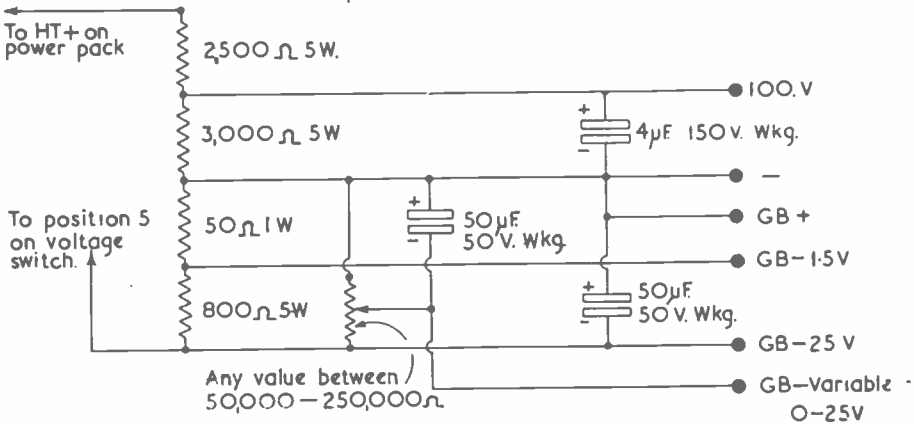 To HT+ on
power pack
2,500 Ω 5W.
100.V
+
3,000 Ω 5W
4µF. 150 V. Wkg.
-
-
To position 5
on voltage
switch.
50 Ω 1W
+
50µF.
50 V. Wkg.
-
GB+
GB-1·5V
800 Ω 5W
+
50µF.
50 V. Wkg.
-
GB-25 V
Any value between
50,000-250,000Ω
GB-Variable
0-25V